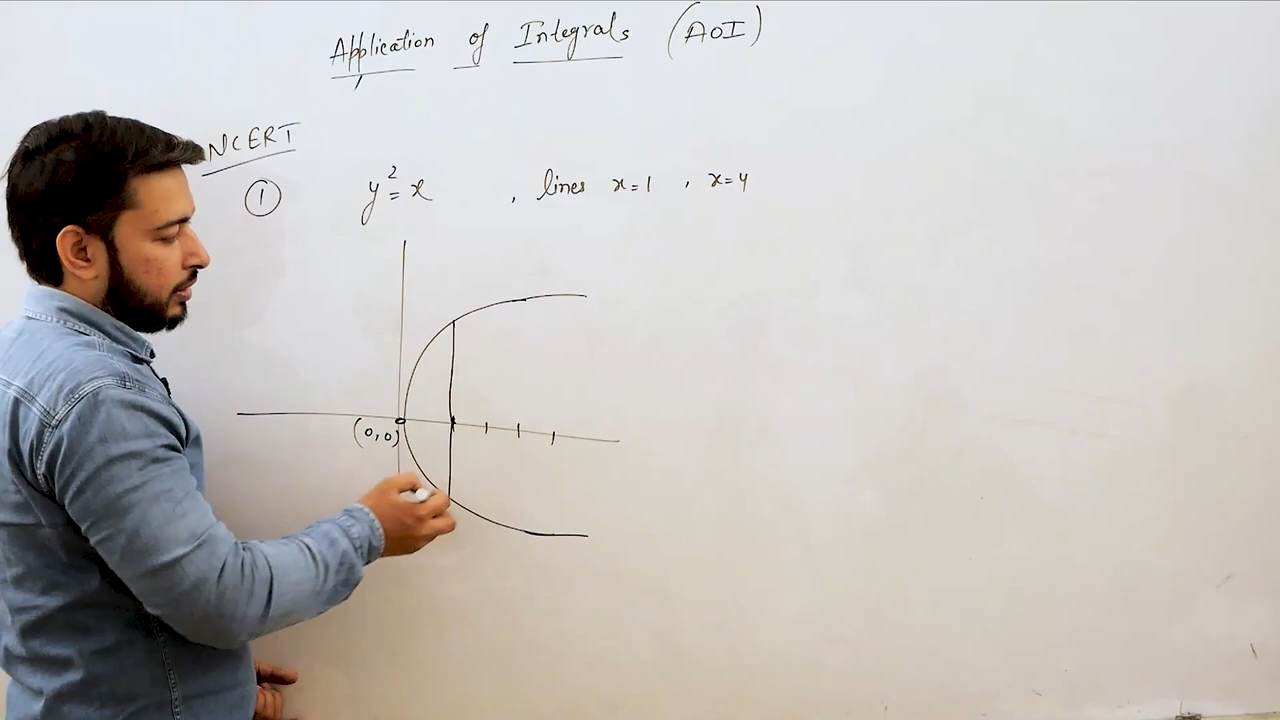 Application of Integrals (AOI)
NCERT
① y² = x , lines x=1 , x=4
(0,0)